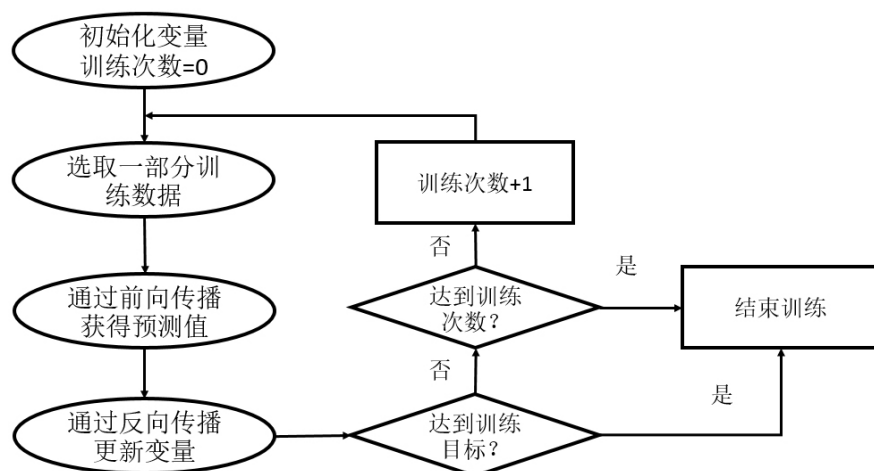 初始化变量
训练次数=0
选取一部分训
练数据
通过前向传播
获得预测值
通过反向传播
更新变量
达到训练
目标?
否
是
达到训练
次数?
否
是
训练次数+1
结束训练